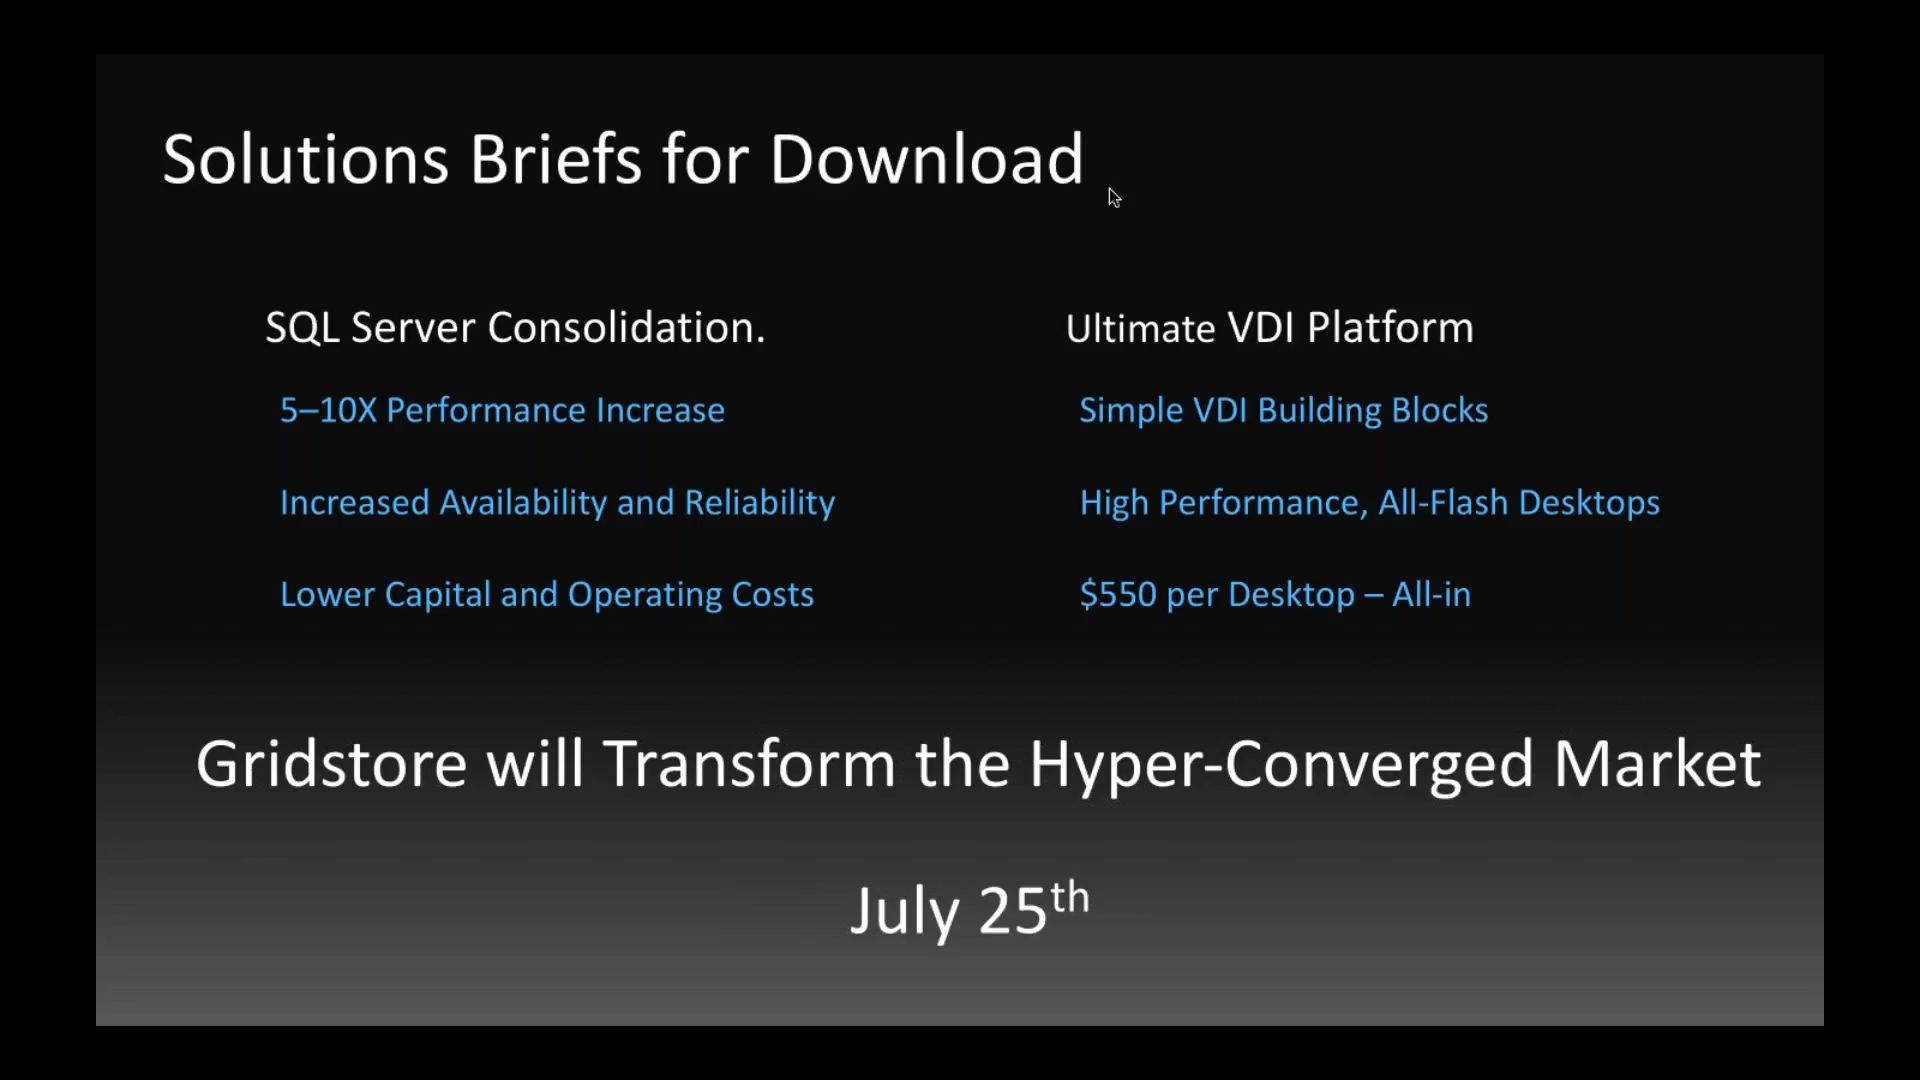 Solutions Briefs for Download
SQL Server Consolidation.
5–10X Performance Increase
Increased Availability and Reliability
Lower Capital and Operating Costs
Ultimate VDI Platform
Simple VDI Building Blocks
High Performance, All-Flash Desktops
$550 per Desktop – All-in
Gridstore will Transform the Hyper-Converged Market
July 25th